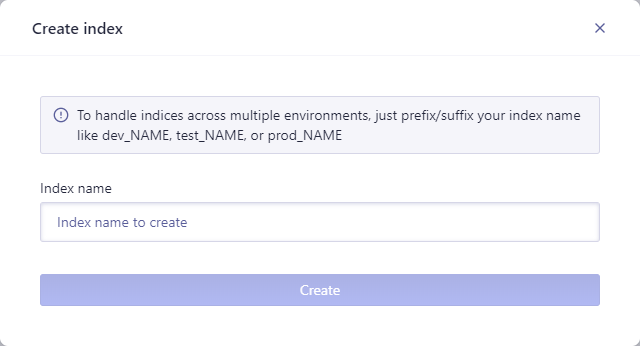 Create index
To handle indices across multiple environments, just prefix/suffix your index name
like dev_NAME, test_NAME, or prod_NAME
Index name
Index name to create
Create